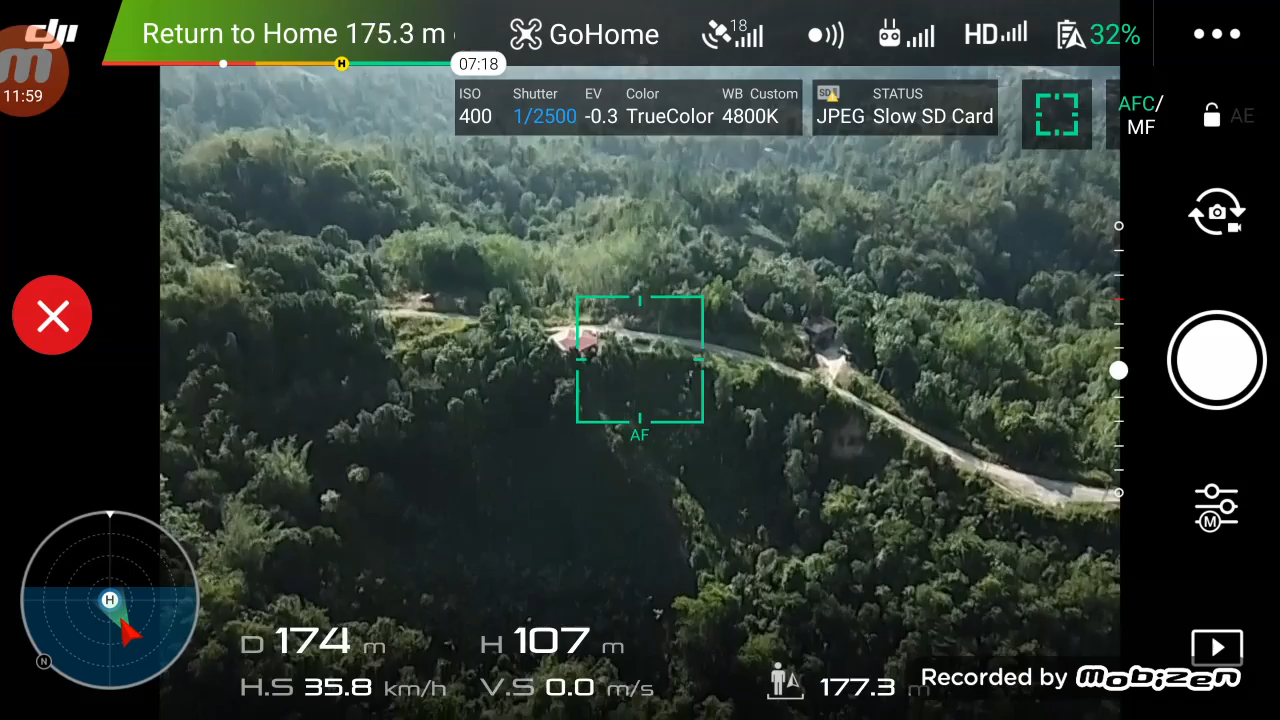 dji
Return to Home 175.3 m
GoHome
18
HD
32%
m
11:59
H
07:18
ISO
400
Shutter
1/2500
EV
-0.3
Color
TrueColor
WB Custom
4800K
SD
JPEG
STATUS
Slow SD Card
AFC/
MF
AE
AF
M
H
N
D 174 m
H 107 m
H.S 35.8 km/h
V.S 0.0 m/s
177.3 m
Recorded by mobizen